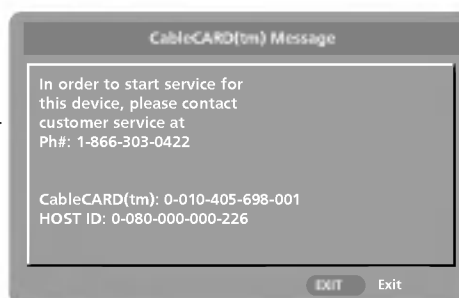 CableCARD(tm) Message
In order to start service for
this device, please contact
customer service at
Ph#: 1-866-303-0422
CableCARD(tm): 0-010-405-698-001
HOST ID: 0-080-000-000-226
EXIT Exit